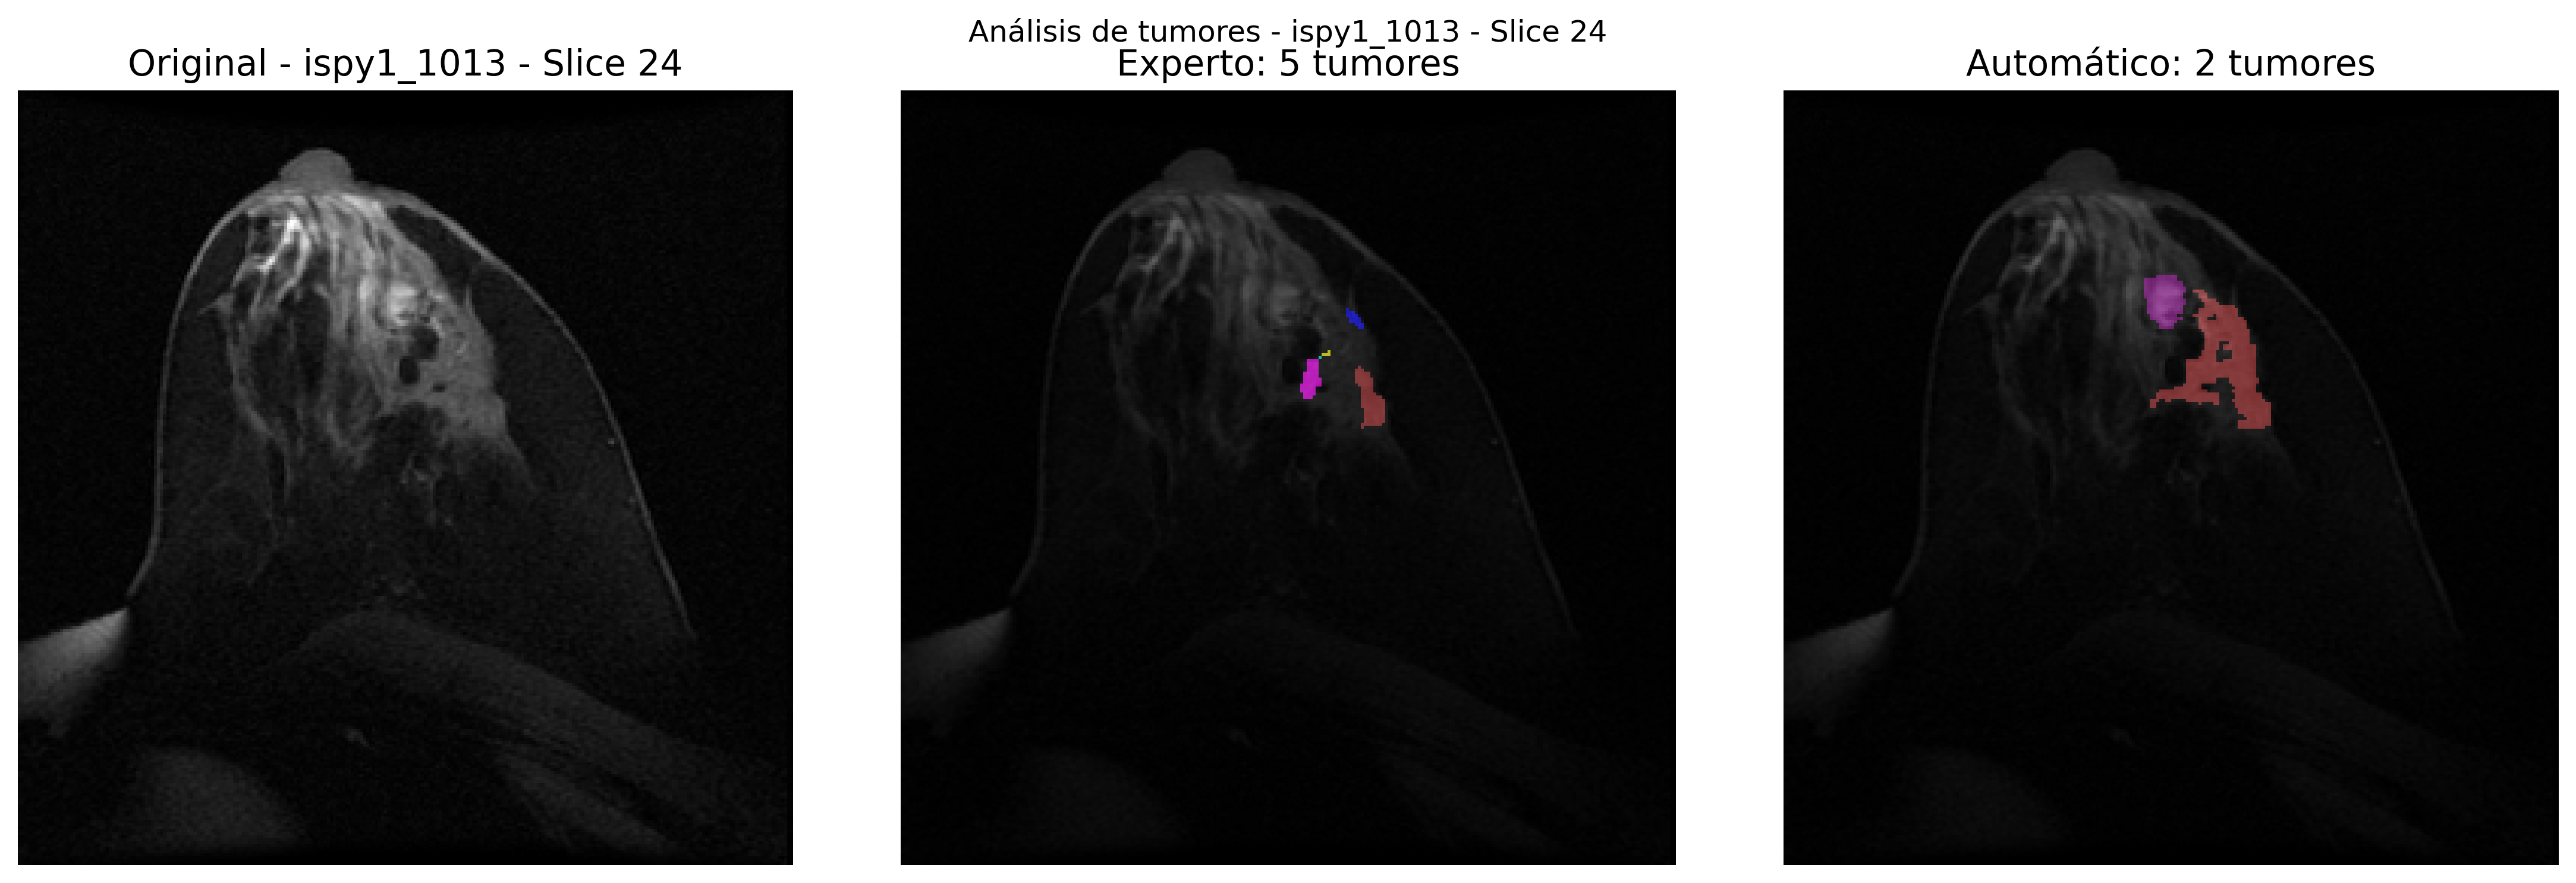 Análisis de tumores - ispy1_1013 - Slice 24
Original - ispy1_1013 - Slice 24
Experto: 5 tumores
Automático: 2 tumores